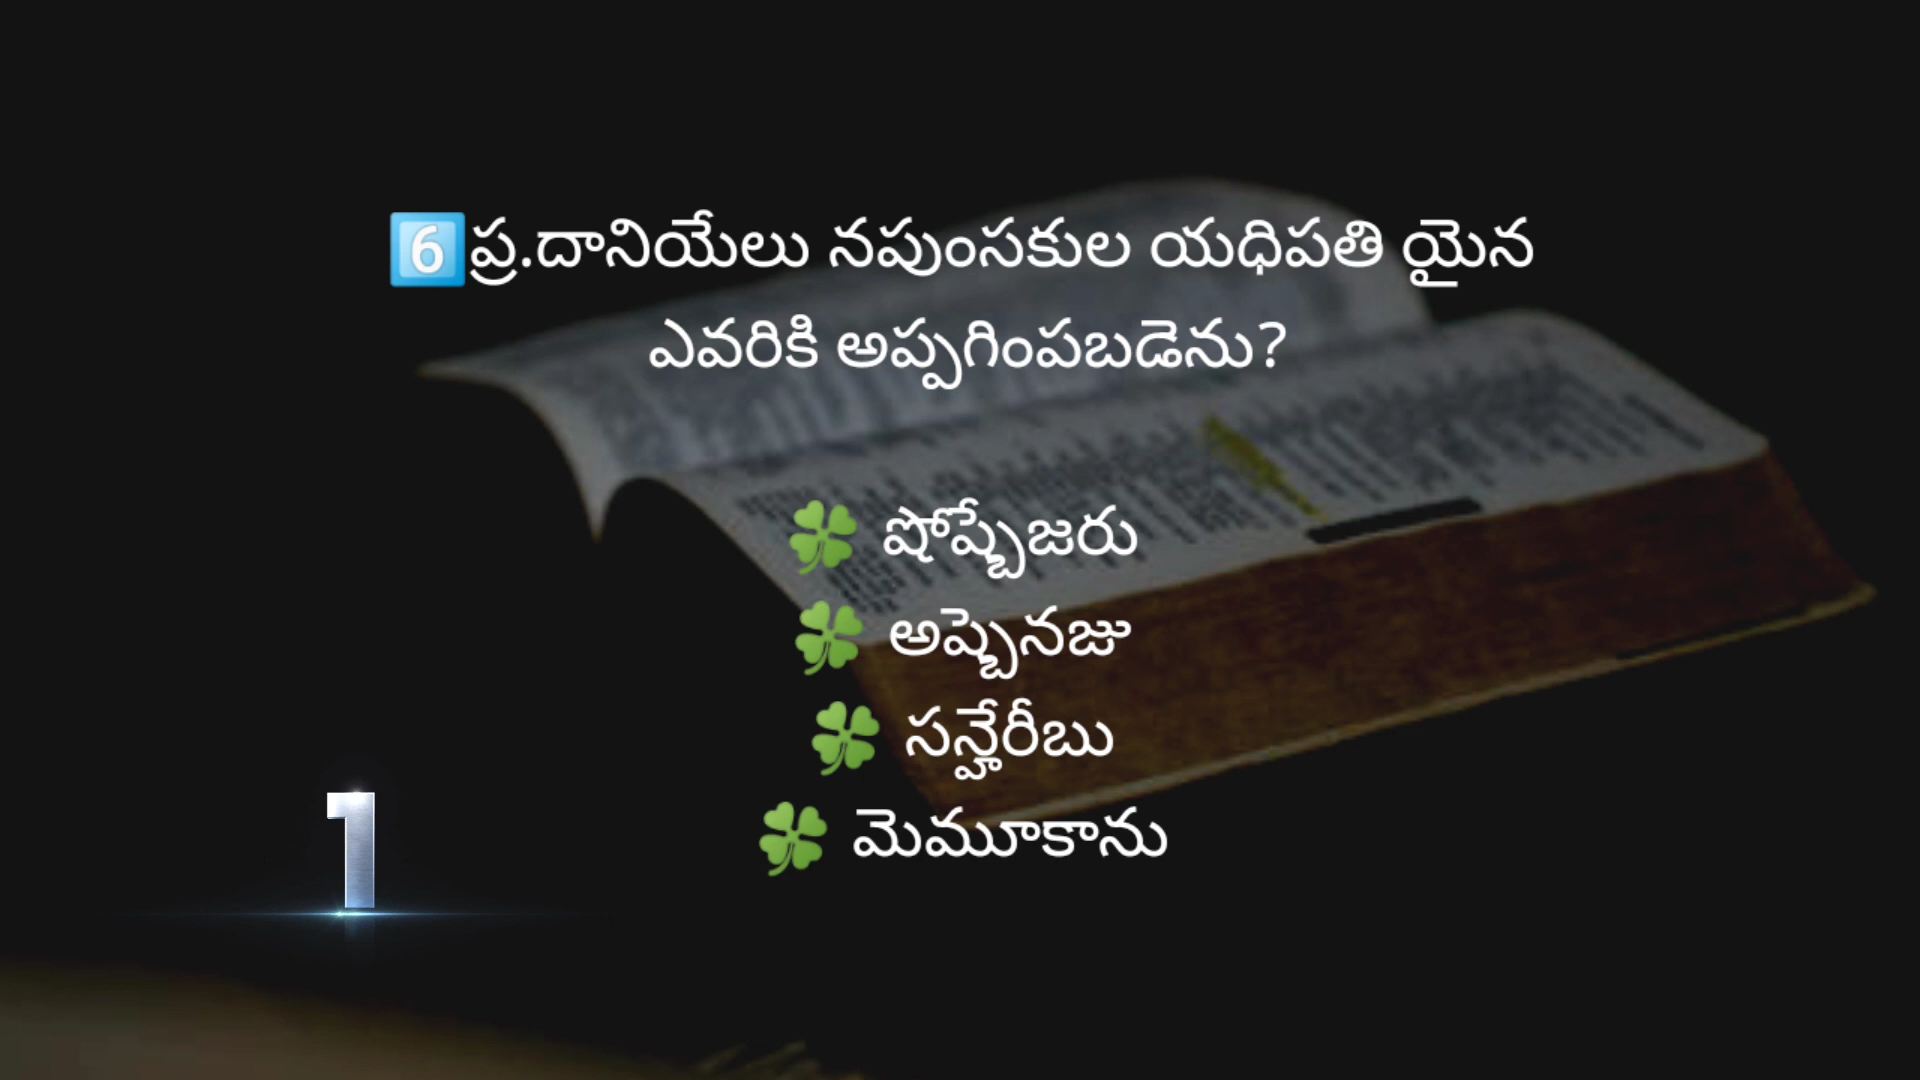 6️⃣ప్ర.దానియేలు నపుంసకుల యధిపతి యైన
ఎవరికి అప్పగింపబడెను?
🍀 షోష్బేజరు
🍀 అష్బెనజు
🍀 సన్హేరీబు
🍀 మెమూకాను
1